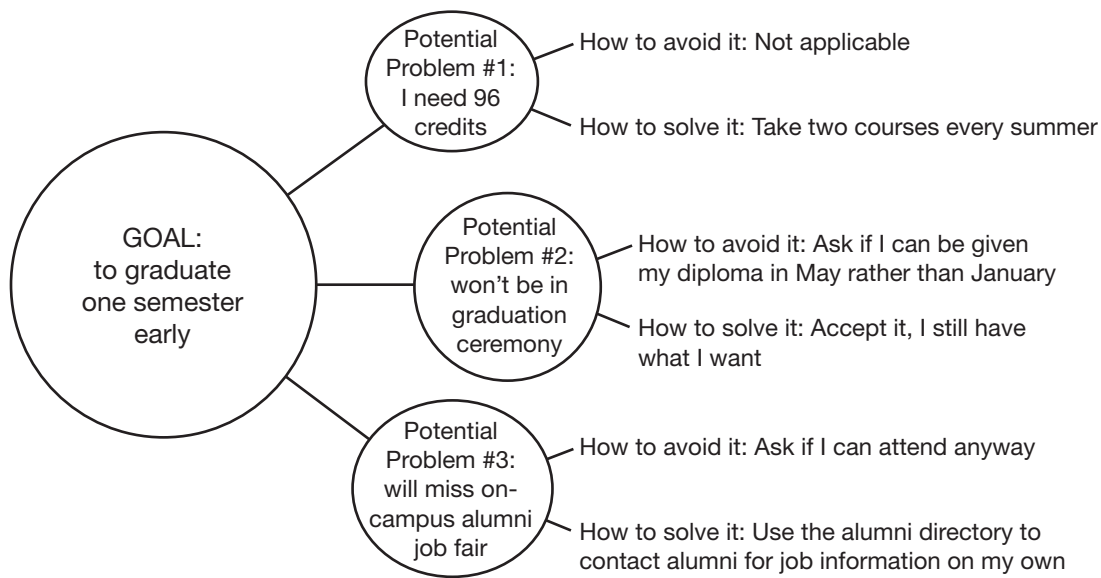 GOAL:
to graduate
one semester
early
Potential
Problem #1:
I need 96
credits
How to avoid it: Not applicable
How to solve it: Take two courses every summer
Potential
Problem #2:
won’t be in
graduation
ceremony
How to avoid it: Ask if I can be given
my diploma in May rather than January
How to solve it: Accept it, I still have
what I want
Potential
Problem #3:
will miss on-
campus alumni
job fair
How to avoid it: Ask if I can attend anyway
How to solve it: Use the alumni directory to
contact alumni for job information on my own